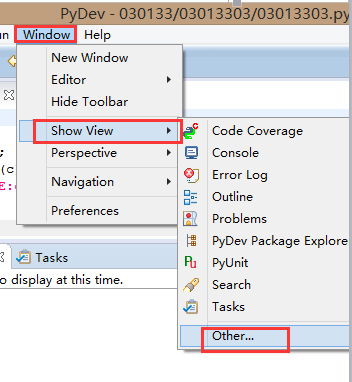 PyDev - 030133/03013303/03013303.py
Window Help
New Window
Editor
Hide Toolbar
Show View
Perspective
Navigation
Preferences
Code Coverage
Console
Error Log
Outline
Problems
PyDev Package Explore
PyUnit
Search
Tasks
Other...
Tasks
o display at this time.